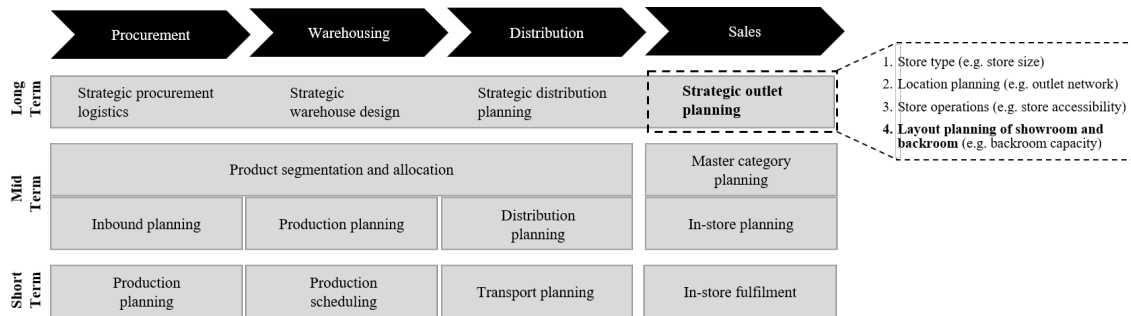 Procurement
Warehousing
Distribution
Sales
Long
Term
Strategic procurement
logistics
Strategic
warehouse design
Strategic distribution
planning
Strategic outlet
planning
1. Store type (e.g. store size)
2. Location planning (e.g. outlet network)
3. Store operations (e.g. store accessibility)
4. Layout planning of showroom and
backroom (e.g. backroom capacity)
Mid
Term
Product segmentation and allocation
Master category
planning
Inbound planning
Production planning
Distribution
planning
In-store planning
Short
Term
Production
planning
Production
scheduling
Transport planning
In-store fulfilment